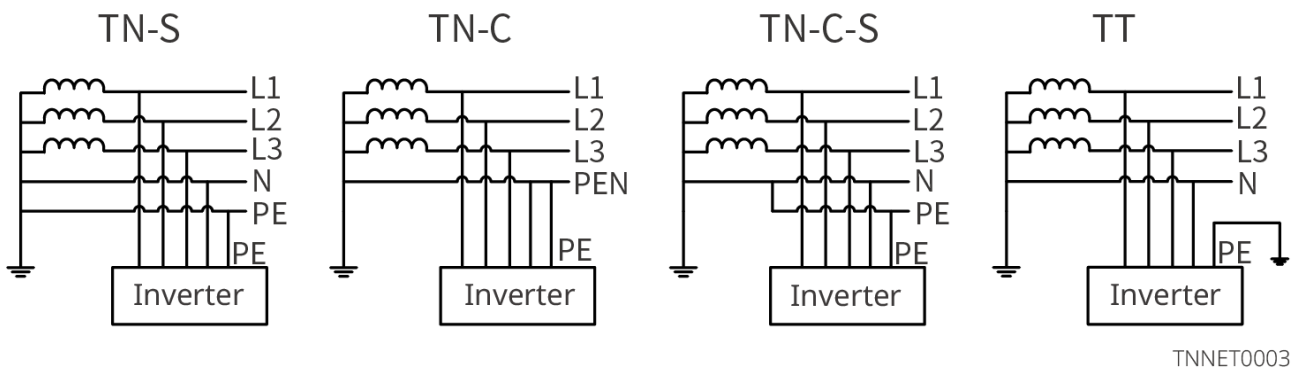 TN-S TN-C TN-C-S TT
L1 L1 L1 L1
L2 L2 L2 L2
L3 L3 L3 L3
N PEN N N
PE PE
PE PE PE PE
Inverter Inverter Inverter Inverter
TNNET0003